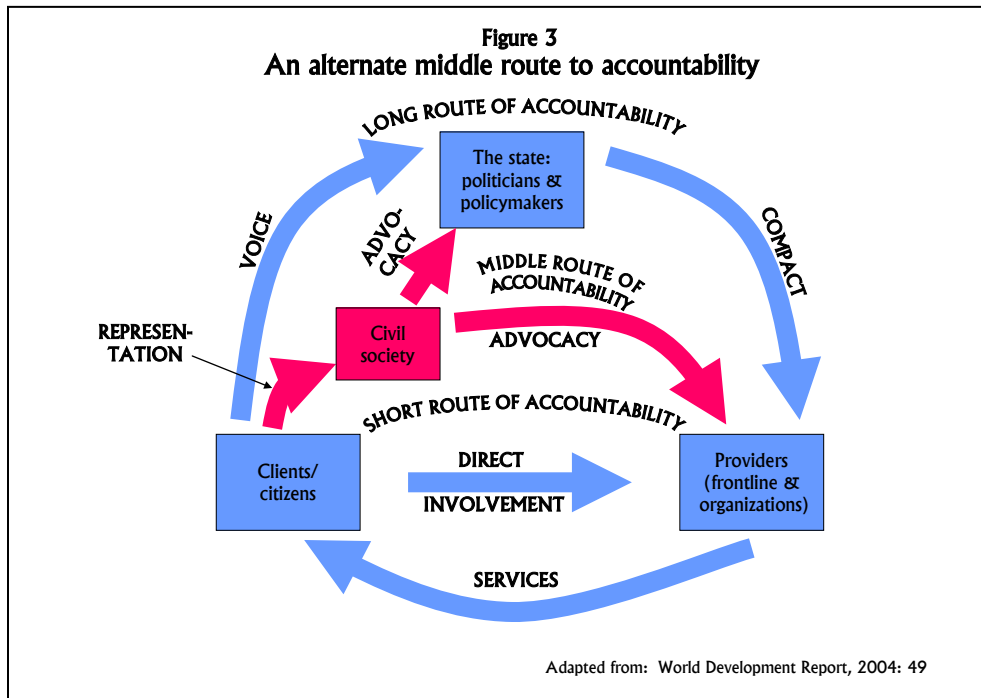 Figure 3
An alternate middle route to accountability
LONG ROUTE OF ACCOUNTABILITY
The state:
politicians &
policymakers
VOICE
ADVO-
CACY
COMPACT
MIDDLE ROUTE OF
ACCOUNTABILITY
REPRESEN-
TATION
Civil
society
ADVOCACY
SHORT ROUTE OF ACCOUNTABILITY
Clients/
citizens
DIRECT
INVOLVEMENT
Providers
(frontline &
organizations)
SERVICES
Adapted from: World Development Report, 2004: 49